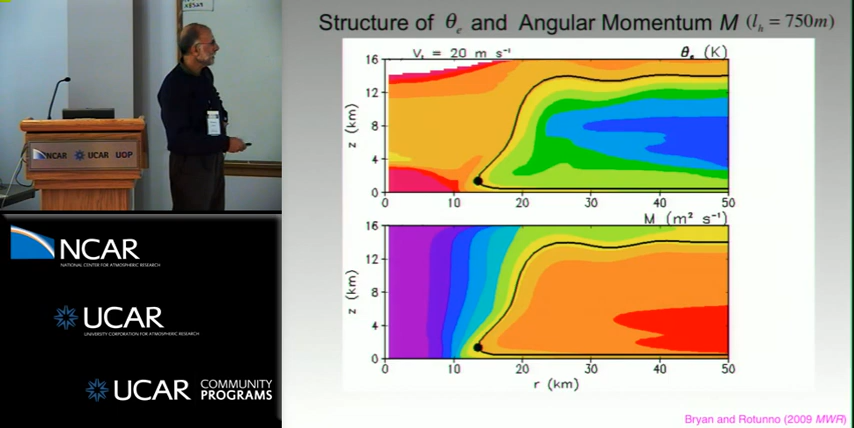 Structure of θₑ and Angular Momentum M (lₕ = 750m)
Vₜ = 20 m s⁻¹
θₑ (K)
16
12
8
4
0
z (km)
0 10 20 30 40 50
M (m² s⁻¹)
16
12
8
4
0
z (km)
0 10 20 30 40 50
r (km)
Bryan and Rotunno (2009 MWR)
NCAR UCAR UOP
NCAR
NATIONAL CENTER FOR ATMOSPHERIC RESEARCH
UCAR
UNIVERSITY CORPORATION FOR ATMOSPHERIC RESEARCH
UCAR COMMUNITY PROGRAMS